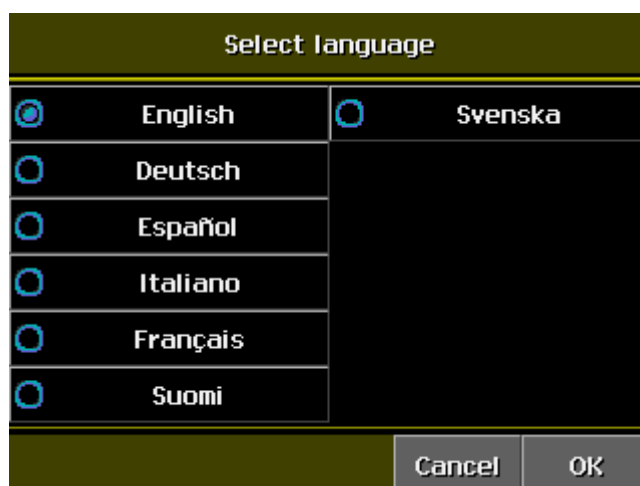 Select language
English
Svenska
Deutsch
Español
Italiano
Français
Suomi
Cancel
OK